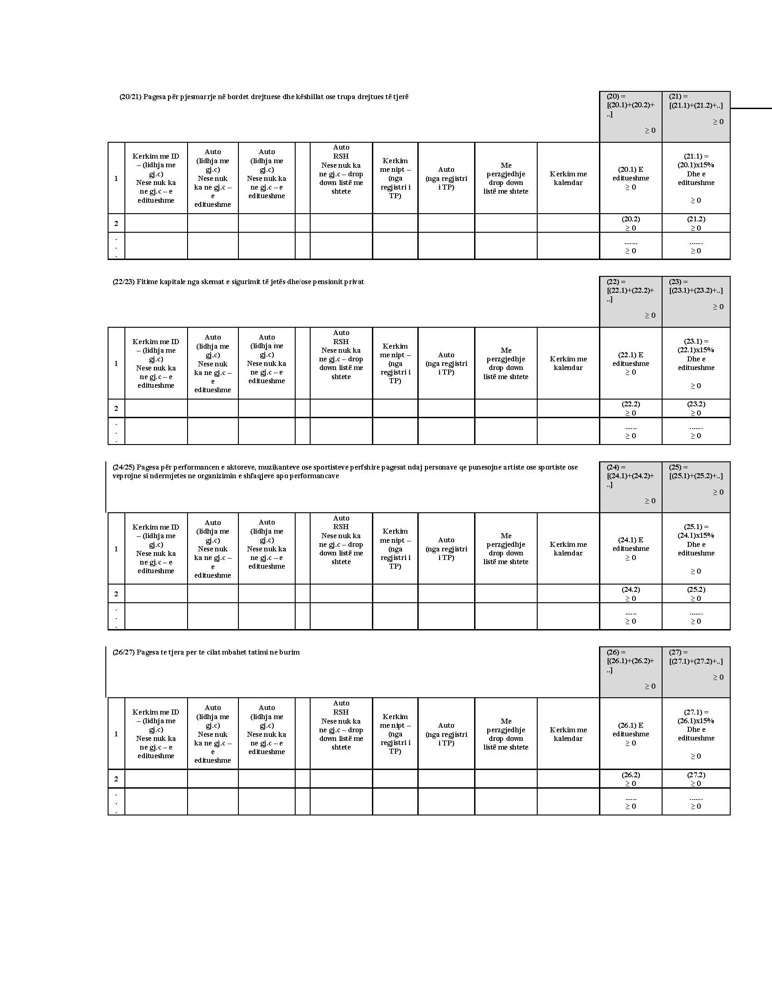 (20/21) Pagesa për pjesmarrje në bordet drejtuese dhe këshillat ose trupa drejtues të tjerë
(20) =
[(20.1)+(20.2)+
..]
≥ 0
(21) =
[(21.1)+(21.2)+..]
≥ 0
1
Kerkim me ID
– (lidhja me
gj.c)
Nese nuk ka
ne gj.c – e
editueshme
Auto
(lidhja me
gj.c)
Nese nuk
ka ne gj.c –
e
editueshme
Auto
(lidhja me
gj.c)
Nese nuk ka
ne gj.c – e
editueshme
Auto
RSH
Nese nuk ka
ne gj.c – drop
down listë me
shtete
Kerkim
me nipt –
(nga
regjistri i
TP)
Auto
(nga regjistri
i TP)
Me
perzgjedhje
drop down
listë me shtete
Kerkim me
kalendar
(20.1) E
editueshme
≥ 0
(21.1) =
(20.1)x15%
Dhe e
editueshme
≥ 0
2
(20.2)
≥ 0
(21.2)
≥ 0
.
.
.
.......
≥ 0
.......
≥ 0
(22/23) Fitime kapitale nga skemat e sigurimit të jetës dhe/ose pensionit privat
(22) =
[(22.1)+(22.2)+
..]
≥ 0
(23) =
[(23.1)+(23.2)+..]
≥ 0
1
Kerkim me ID
– (lidhja me
gj.c)
Nese nuk ka
ne gj.c – e
editueshme
Auto
(lidhja me
gj.c)
Nese nuk
ka ne gj.c –
e
editueshme
Auto
(lidhja me
gj.c)
Nese nuk ka
ne gj.c – e
editueshme
Auto
RSH
Nese nuk ka
ne gj.c – drop
down listë me
shtete
Kerkim
me nipt –
(nga
regjistri i
TP)
Auto
(nga regjistri
i TP)
Me
perzgjedhje
drop down
listë me shtete
Kerkim me
kalendar
(22.1) E
editueshme
≥ 0
(23.1) =
(22.1)x15%
Dhe e
editueshme
≥ 0
2
(22.2)
≥ 0
(23.2)
≥ 0
.
.
.
......
≥ 0
.......
≥ 0
(24/25) Pagesa për performancen e aktoreve, muzikanteve ose sportisteve perfshire pagesat ndaj personave qe punesojne artiste ose sportiste ose
veprojne si ndermjetes ne organizimin e shfaqjeve apo performancave
(24) =
[(24.1)+(24.2)+
..]
≥ 0
(25) =
[(25.1)+(25.2)+..]
≥ 0
1
Kerkim me ID
– (lidhja me
gj.c)
Nese nuk ka
ne gj.c – e
editueshme
Auto
(lidhja me
gj.c)
Nese nuk
ka ne gj.c –
e
editueshme
Auto
(lidhja me
gj.c)
Nese nuk ka
ne gj.c – e
editueshme
Auto
RSH
Nese nuk ka
ne gj.c – drop
down listë me
shtete
Kerkim
me nipt –
(nga
regjistri i
TP)
Auto
(nga regjistri
i TP)
Me
perzgjedhje
drop down
listë me shtete
Kerkim me
kalendar
(24.1) E
editueshme
≥ 0
(25.1) =
(24.1)x15%
Dhe e
editueshme
≥ 0
2
(24.2)
≥ 0
(25.2)
≥ 0
.
.
.
......
≥ 0
.......
≥ 0
(26/27) Pagesa te tjera per te cilat mbahet tatimi ne burim
(26) =
[(26.1)+(26.2)+
..]
≥ 0
(27) =
[(27.1)+(27.2)+..]
≥ 0
1
Kerkim me ID
– (lidhja me
gj.c)
Nese nuk ka
ne gj.c – e
editueshme
Auto
(lidhja me
gj.c)
Nese nuk
ka ne gj.c –
e
editueshme
Auto
(lidhja me
gj.c)
Nese nuk ka
ne gj.c – e
editueshme
Auto
RSH
Nese nuk ka
ne gj.c – drop
down listë me
shtete
Kerkim
me nipt –
(nga
regjistri i
TP)
Auto
(nga regjistri
i TP)
Me
perzgjedhje
drop down
listë me shtete
Kerkim me
kalendar
(26.1) E
editueshme
≥ 0
(27.1) =
(26.1)x15%
Dhe e
editueshme
≥ 0
2
(26.2)
≥ 0
(27.2)
≥ 0
.
.
.
......
≥ 0
.......
≥ 0